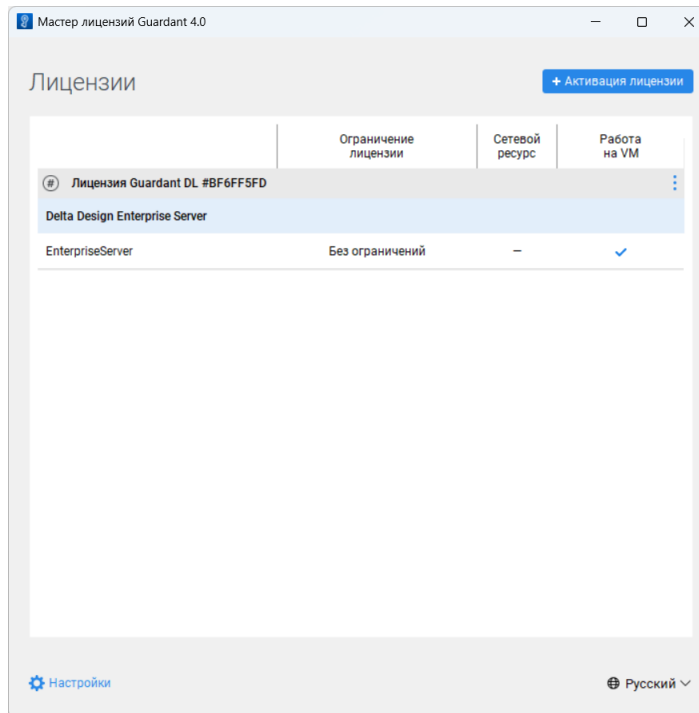 Мастер лицензий Guardant 4.0
Лицензии
+ Активация лицензии
Ограничение лицензии
Сетевой ресурс
Работа на VM
Лицензия Guardant DL #BF6FF5FD
Delta Design Enterprise Server
EnterpriseServer Без ограничений –
Настройки
Русский